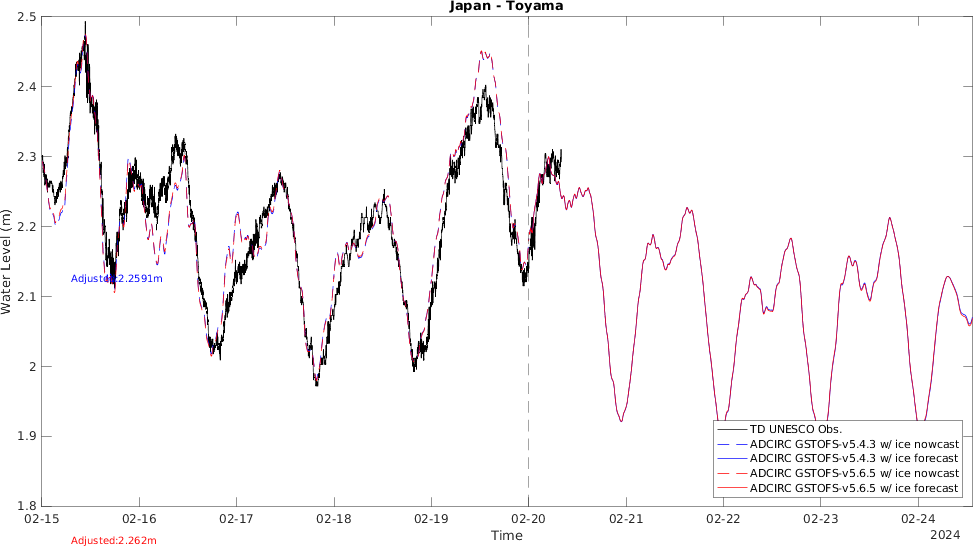 Japan - Toyama
2.5
2.4
2.3
2.2
2.1
2
1.9
1.8
Water Level (m)
Adjusted:2.2591m
TD UNESCO Obs.
ADCIRC GSTOFS-v5.4.3 w/ ice nowcast
ADCIRC GSTOFS-v5.4.3 w/ ice forecast
ADCIRC GSTOFS-v5.6.5 w/ ice nowcast
ADCIRC GSTOFS-v5.6.5 w/ ice forecast
02-15 02-16 02-17 02-18 02-19 02-20 02-21 02-22 02-23 02-24
Time
2024
Adjusted:2.262m